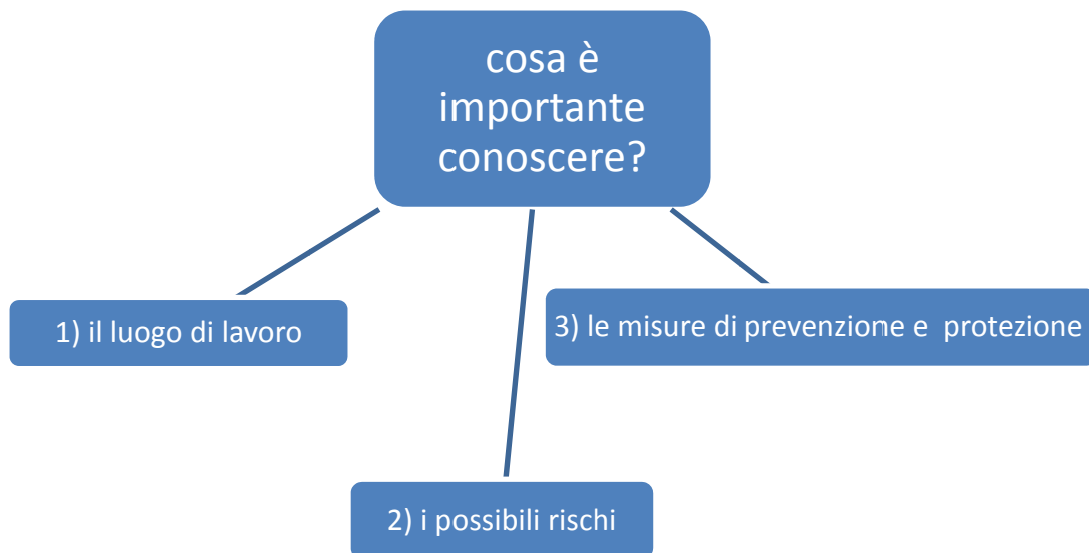 cosa è
importante
conoscere?
1) il luogo di lavoro
3) le misure di prevenzione e  protezione
2) i possibili rischi